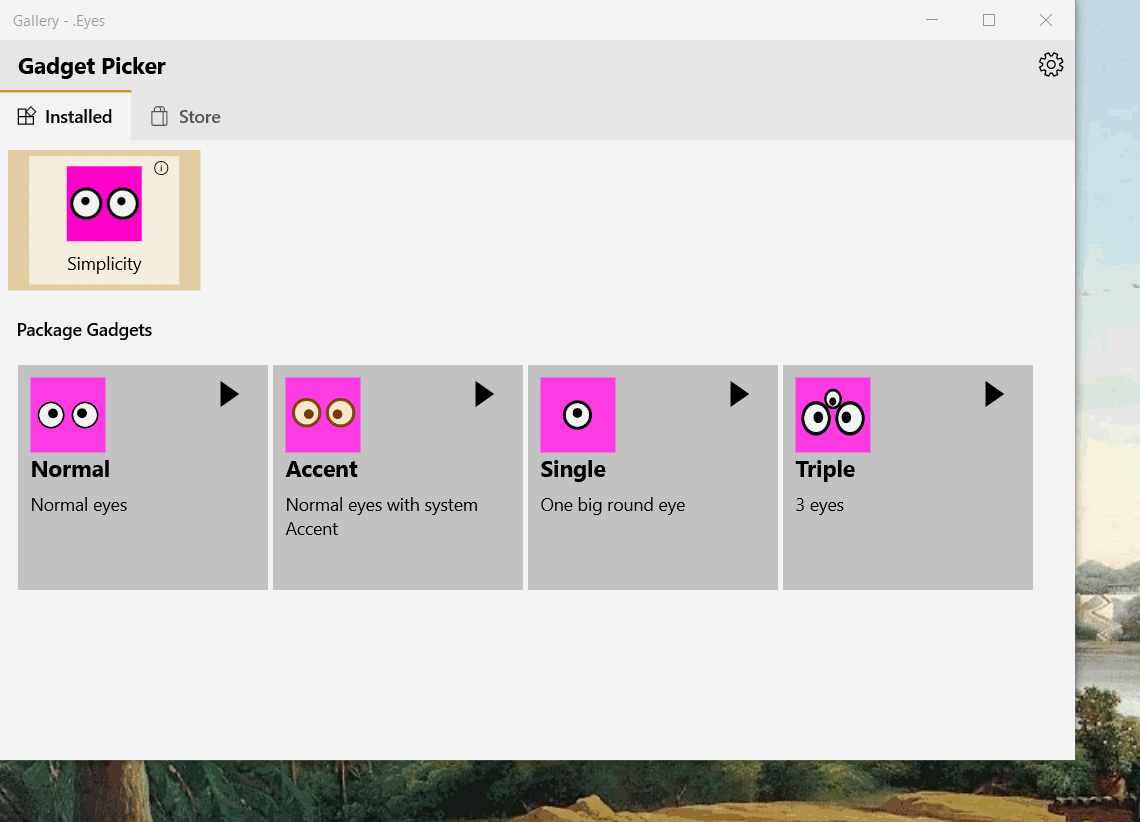 Gallery - .Eyes
Gadget Picker
Installed
Store
Simplicity
Package Gadgets
Normal
Normal eyes
Accent
Normal eyes with system
Accent
Single
One big round eye
Triple
3 eyes